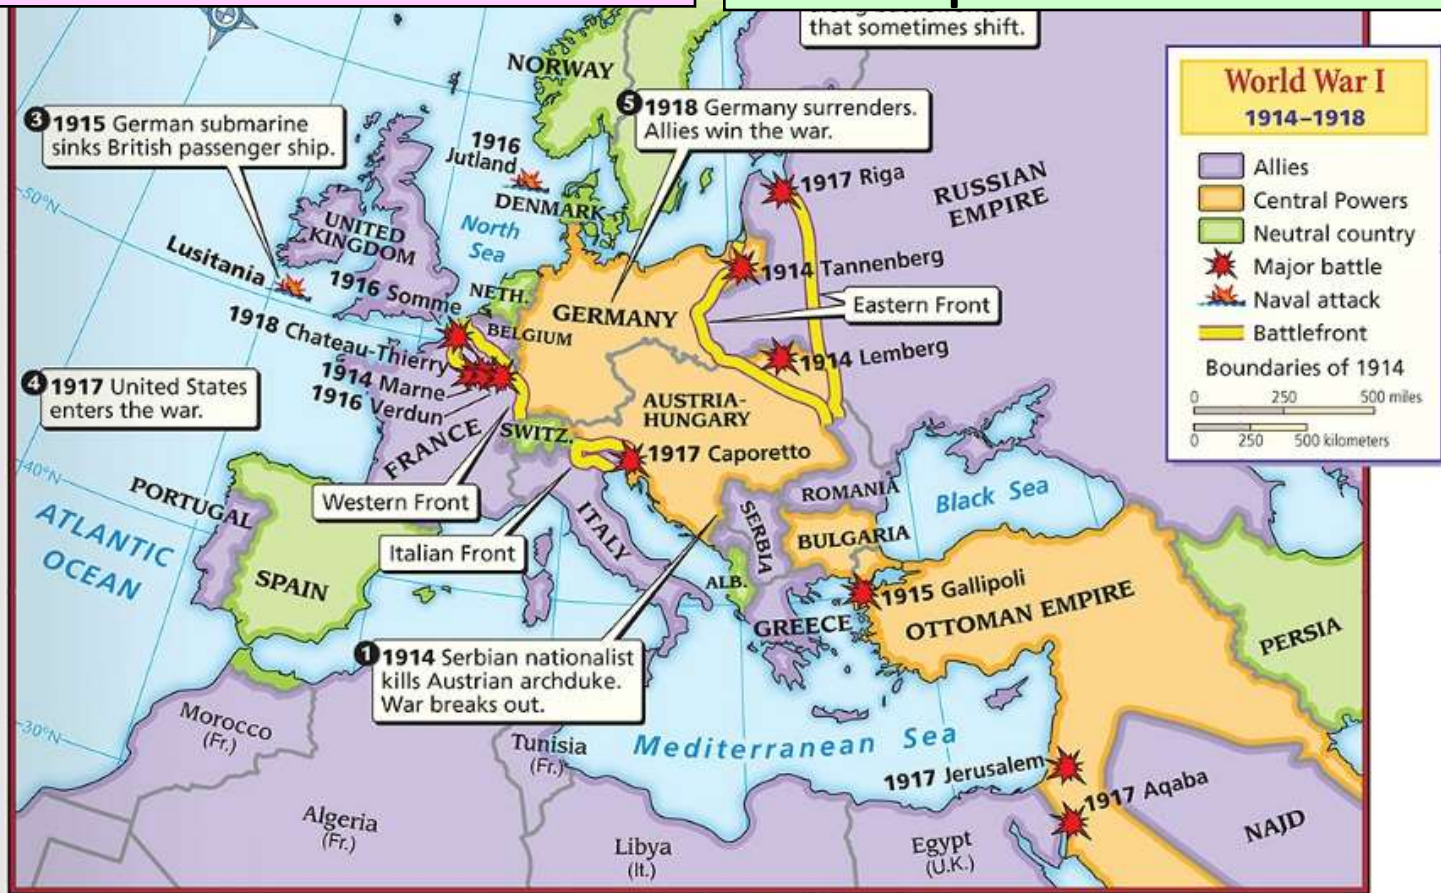 that sometimes shift.
World War I
1914–1918
Allies
Central Powers
Neutral country
Major battle
Naval attack
Battlefront
Boundaries of 1914
0 250 500 miles
0 250 500 kilometers
NORWAY
❺ 1918 Germany surrenders.
Allies win the war.
❸ 1915 German submarine
sinks British passenger ship.
1916
Jutland
1917 Riga
RUSSIAN
EMPIRE
50°N
DENMARK
North
Sea
UNITED
KINGDOM
Lusitania
1914 Tannenberg
1916 Somme
NETH.
Eastern Front
GERMANY
BELGIUM
1918 Chateau-Thierry
1914 Lemberg
1914 Marne
1916 Verdun
❹ 1917 United States
enters the war.
AUSTRIA-
HUNGARY
SWITZ.
FRANCE
1917 Caporetto
40°N
PORTUGAL
Western Front
ROMANIA
Black Sea
ATLANTIC
OCEAN
ITALY
SERBIA
BULGARIA
Italian Front
SPAIN
ALB.
1915 Gallipoli
GREECE
OTTOMAN EMPIRE
PERSIA
❶ 1914 Serbian nationalist
kills Austrian archduke.
War breaks out.
30°N
Morocco
(Fr.)
Tunisia
(Fr.)
Mediterranean Sea
1917 Jerusalem
1917 Aqaba
Algeria
(Fr.)
Libya
(It.)
Egypt
(U.K.)
NAJD